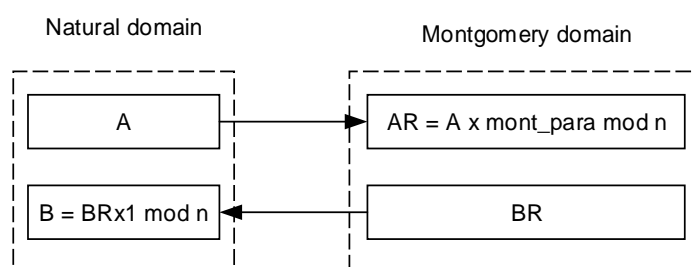 Natural domain
Montgomery domain
A
AR = A x mont_para mod n
B = BRx1 mod n
BR